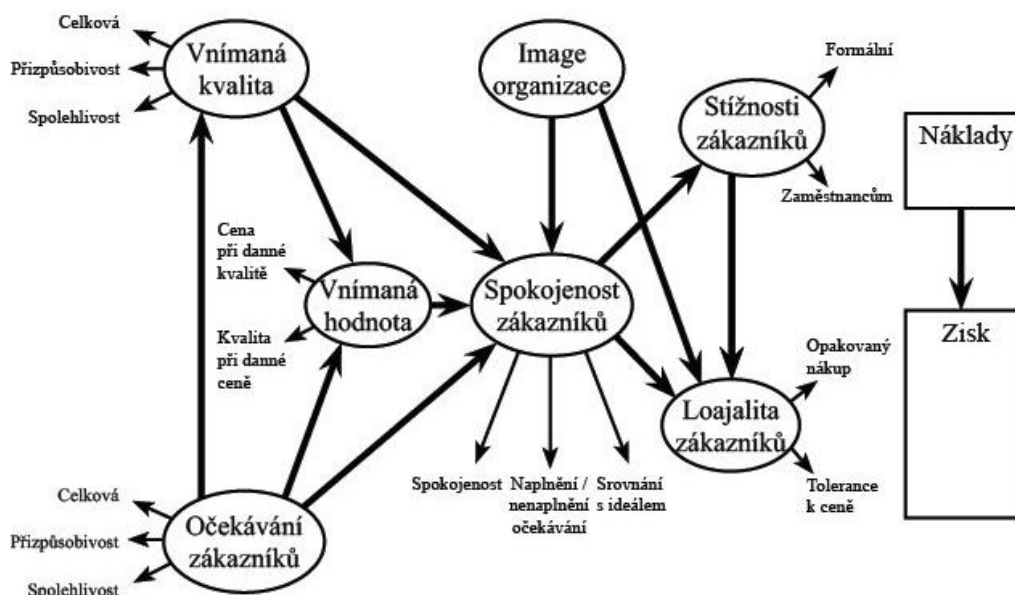 Celková
Přizpůsobivost
Spolehlivost
Vnímaná
kvalita
Image
organizace
Formální
Stížnosti
zákazníků
Zaměstnancům
Náklady
Cena
při danné
kvalitě
Vnímaná
hodnota
Kvalita
při danné
ceně
Spokojenost
zákazníků
Zisk
Opakovaný
nákup
Loajalita
zákazníků
Tolerance
k ceně
Spokojenost
Naplnění /
nenaplnění
očekávání
Srovnání
s ideálem
Celková
Přizpůsobivost
Spolehlivost
Očekávání
zákazníků